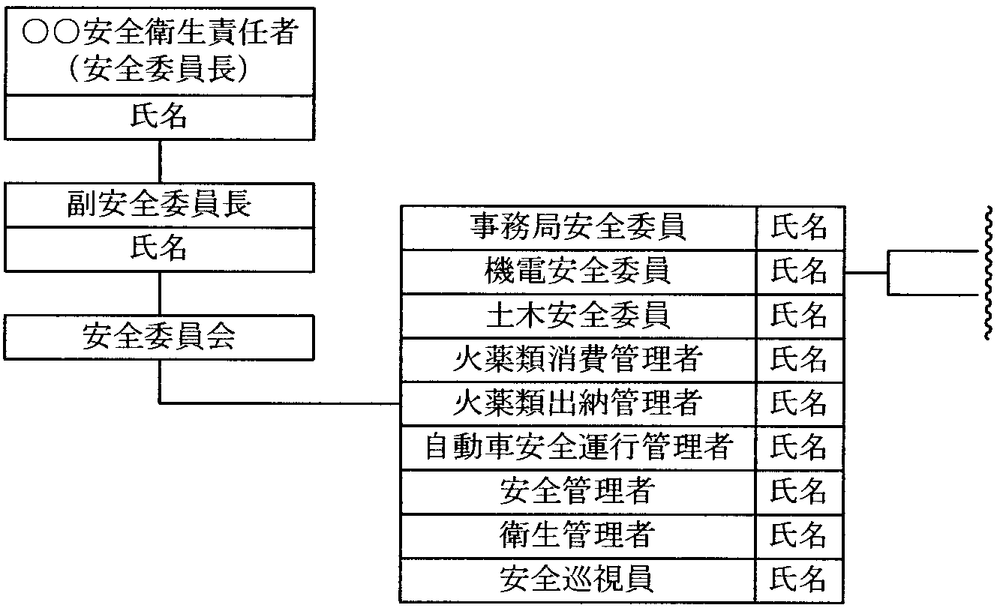 〇〇安全衛生責任者
（安全委員長）
氏名
副安全委員長
氏名
安全委員会
事務局安全委員 氏名
機電安全委員 氏名
土木安全委員 氏名
火薬類消費管理者 氏名
火薬類出納管理者 氏名
自動車安全運行管理者 氏名
安全管理者 氏名
衛生管理者 氏名
安全巡視員 氏名